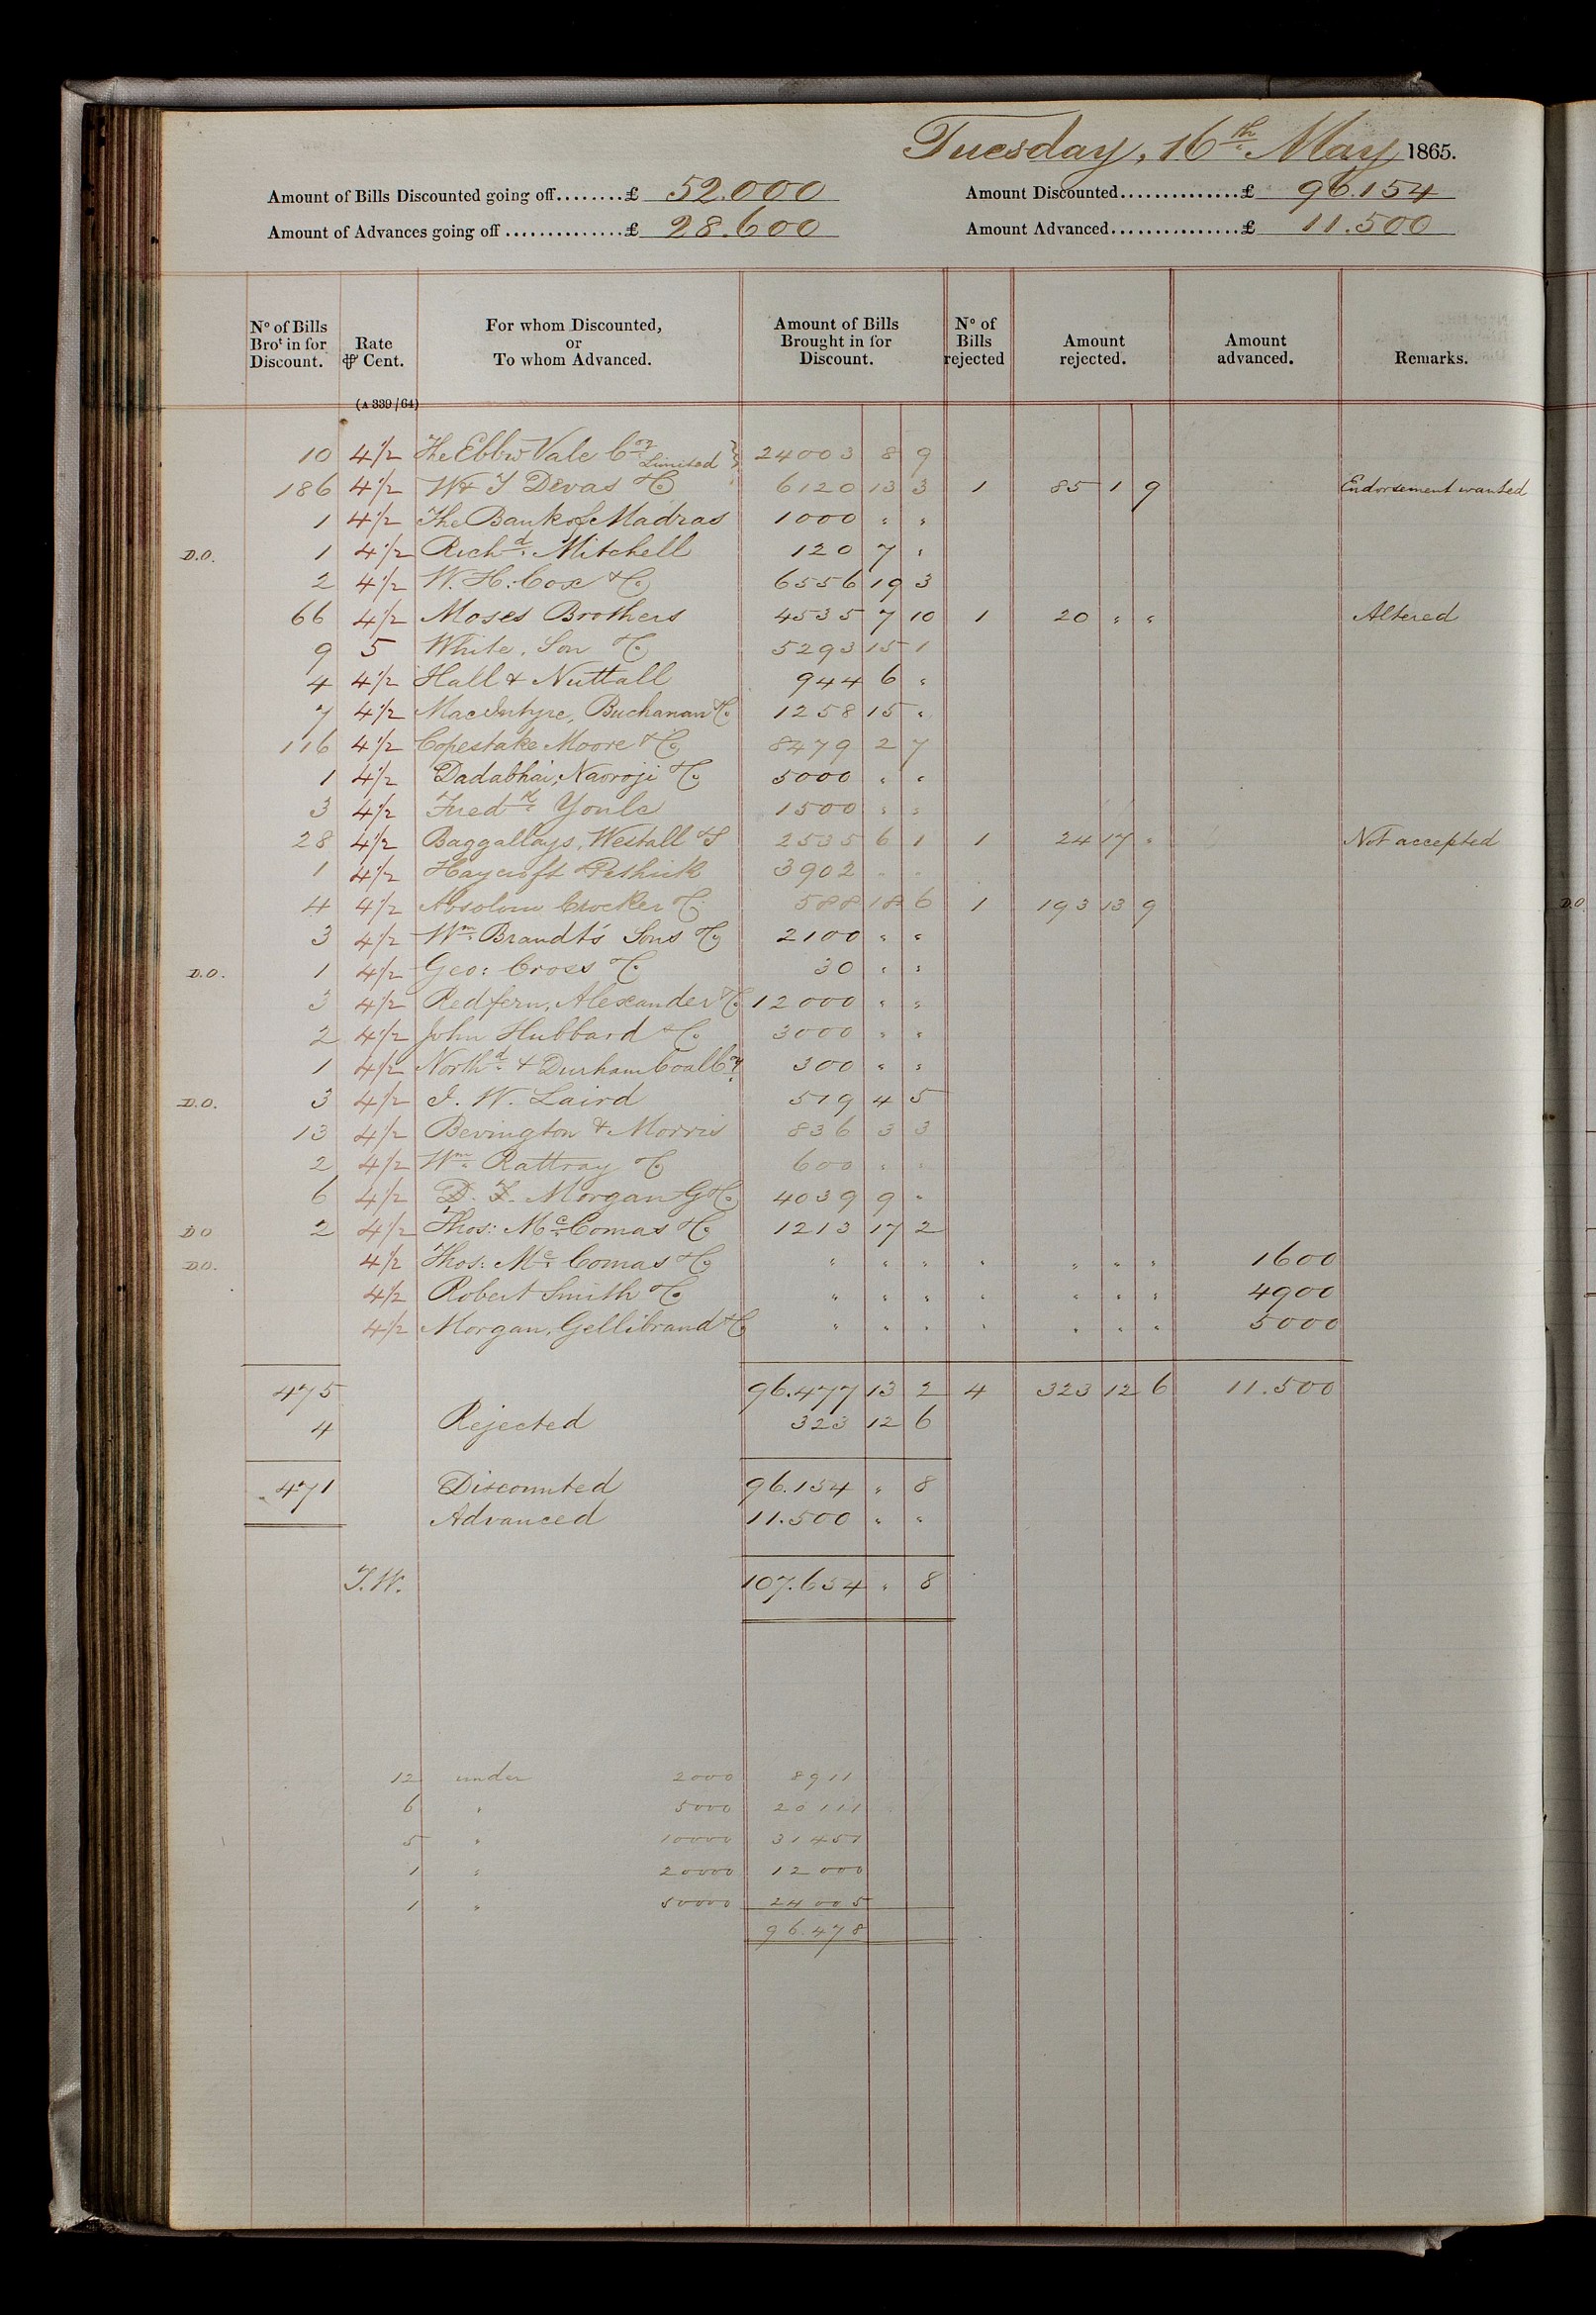 Tuesday, 16th May 1865.
Amount of Bills Discounted going off........£ 52.000
Amount Discounted...............£ 96.154
Amount of Advances going off ..............£ 28.600
Amount Advanced................£ 11.500
No of Bills Brot in for Discount. Rate ⅌ Cent. For whom Discounted, or To whom Advanced. Amount of Bills Brought in for Discount. No of Bills rejected Amount rejected. Amount advanced. Remarks.
(A 339/64)
10 4½ The Ebbw Vale Coy Limited 24003 8 9
186 4½ W & T Devas & Co 6120 13 3 1 85 1 9 Endorsement wanted
1 4½ The Bank of Madras 1000 " "
D.O. 1 4½ Richd. Mitchell 120 7 "
2 4½ W. H. Cox & Co 6556 19 3
66 4½ Moses Brothers 4535 7 10 1 20 " " Altered
9 5 White, Son & Co. 5293 15 1
4 4½ Hall & Nuttall 944 6 "
7 4½ MacIntyre, Buchanan & Co. 1258 15 "
116 4½ Copestake Moore & Co. 8479 2 7
1 4½ Dadabhai, Naoroji & Co. 5000 " "
3 4½ Fredk. Youle 1500 " "
28 4½ Baggallays, Westall & S 2535 6 1 1 24 17 " Not accepted
1 4½ Haycroft & Pethick 3902 " "
4 4½ Absolom Crocker & Co. 588 18 6 1 193 13 9 D.O
3 4½ Wm. Brandt's Sons & Co 2100 " "
D.O. 1 4½ Geo: Cross & Co. 30 " "
3 4½ Redfern, Alexander & Co. 12000 " "
2 4½ John Hubbard & Co. 3000 " "
1 4½ Northd. & Durham Coal Coy. 300 " "
D.O. 3 4½ J. W. Laird 519 4 5
13 4½ Bevington & Morris 836 3 3
2 4½ Wm. Rattray & Co 600 " "
6 4½ D. T. Morgan G & Co. 4039 9 "
D O 2 4½ Thos: Mc. Comas & Co. 1213 17 2
D.O. 4½ Thos: Mc. Comas & Co. " " " " " " " 1600
4½ Robert Smith & Co. " " " " " " " 4900
4½ Morgan, Gellibrand & Co " " " " " " " 5000
475 96.477 13 2 4 323 12 6 11.500
4 Rejected 323 12 6
471 Discounted 96.154 " 8
Advanced 11.500 " "
T.W. 107.654 " 8
12 under 2000 8911
6 " 5000 20111
5 " 10000 31451
1 " 20000 12000
1 " 50000 24005
96.478